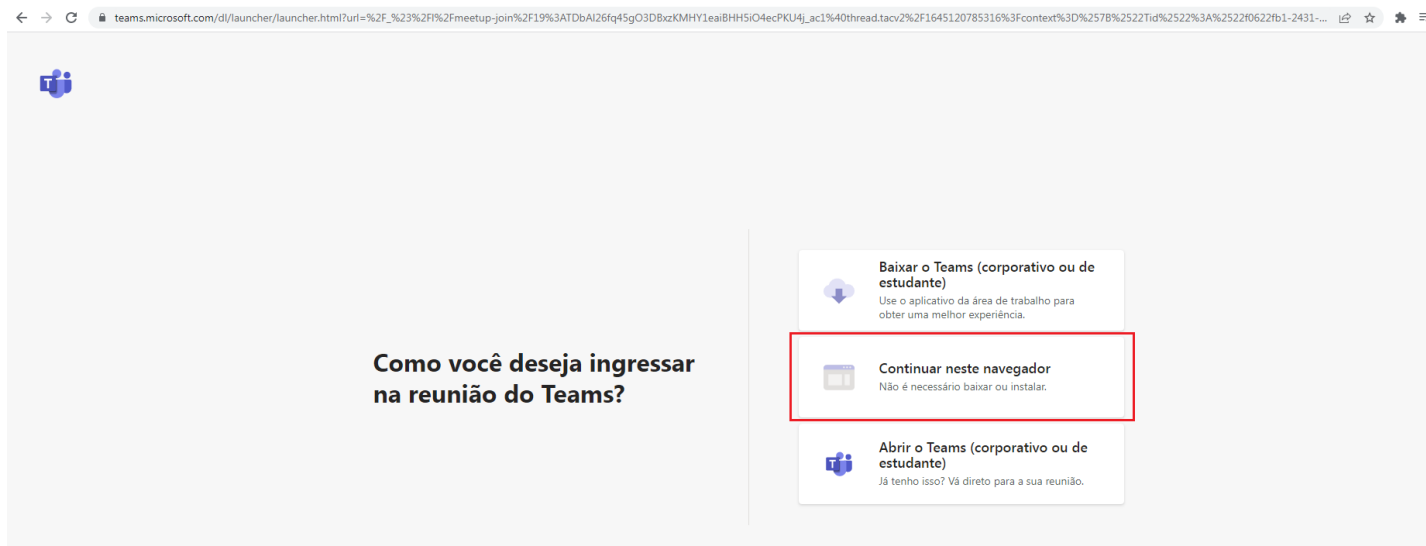 teams.microsoft.com/dl/launcher/launcher.html?url=%2F_%23%2Fl%2Fmeetup-join%2F19%3ATDbAl26fq45gO3DBxzKMHY1eaiBHH5iO4ecPKU4j_ac1%40thread.tacv2%2F1645120785316%3Fcontext%3D%257B%2522Tid%2522%3A%2522f0622fb1-2431-...
Baixar o Teams (corporativo ou de
estudante)
Use o aplicativo da área de trabalho para
obter uma melhor experiência.
Como você deseja ingressar
na reunião do Teams?
Continuar neste navegador
Não é necessário baixar ou instalar.
Abrir o Teams (corporativo ou de
estudante)
Já tenho isso? Vá direto para a sua reunião.